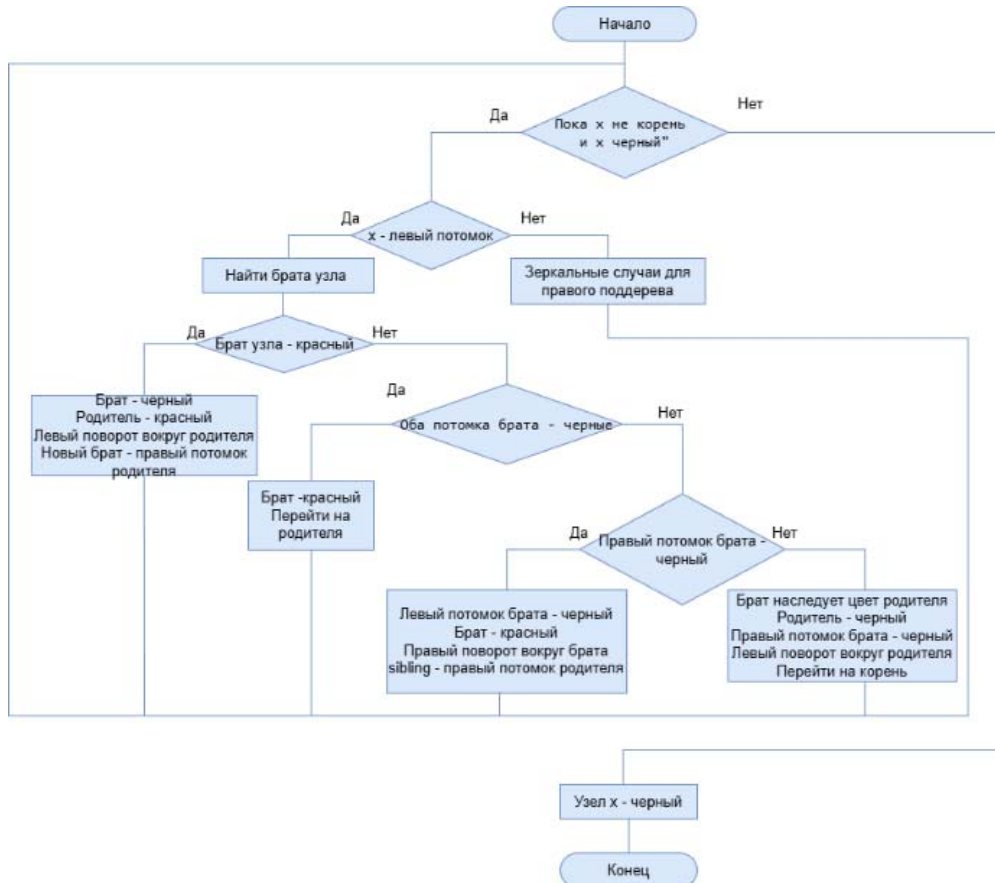 Начало
Да
Нет
Пока x не корень
и x черный"
Да
Нет
x - левый потомок
Найти брата узла
Зеркальные случаи для
правого поддерева
Да
Нет
Брат узла - красный
Брат - черный
Родитель - красный
Левый поворот вокруг родителя
Новый брат - правый потомок
родителя
Да
Нет
Оба потомка брата - черные
Брат -красный
Перейти на
родителя
Да
Нет
Правый потомок брата -
черный
Левый потомок брата - черный
Брат - красный
Правый поворот вокруг брата
sibling - правый потомок родителя
Брат наследует цвет родителя
Родитель - черный
Правый потомок брата - черный
Левый поворот вокруг родителя
Перейти на корень
Узел x - черный
Конец